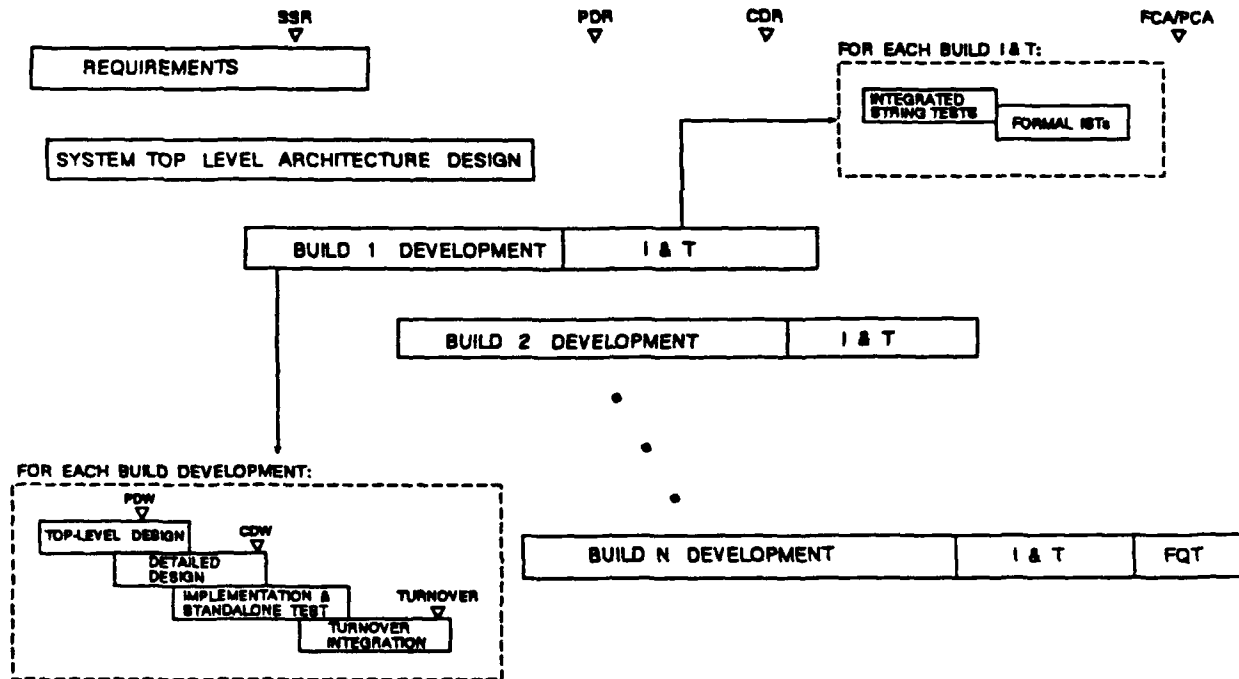 SSR PDR CDR FCA/PCA
REQUIREMENTS
FOR EACH BUILD I & T:
INTEGRATED
STRING TESTS
FORMAL ISTs
SYSTEM TOP LEVEL ARCHITECTURE DESIGN
BUILD 1 DEVELOPMENT I & T
BUILD 2 DEVELOPMENT I & T
FOR EACH BUILD DEVELOPMENT:
PDW
TOP-LEVEL DESIGN
CDW
DETAILED
DESIGN
IMPLEMENTATION &
STANDALONE TEST
TURNOVER
TURNOVER
INTEGRATION
BUILD N DEVELOPMENT I & T FQT